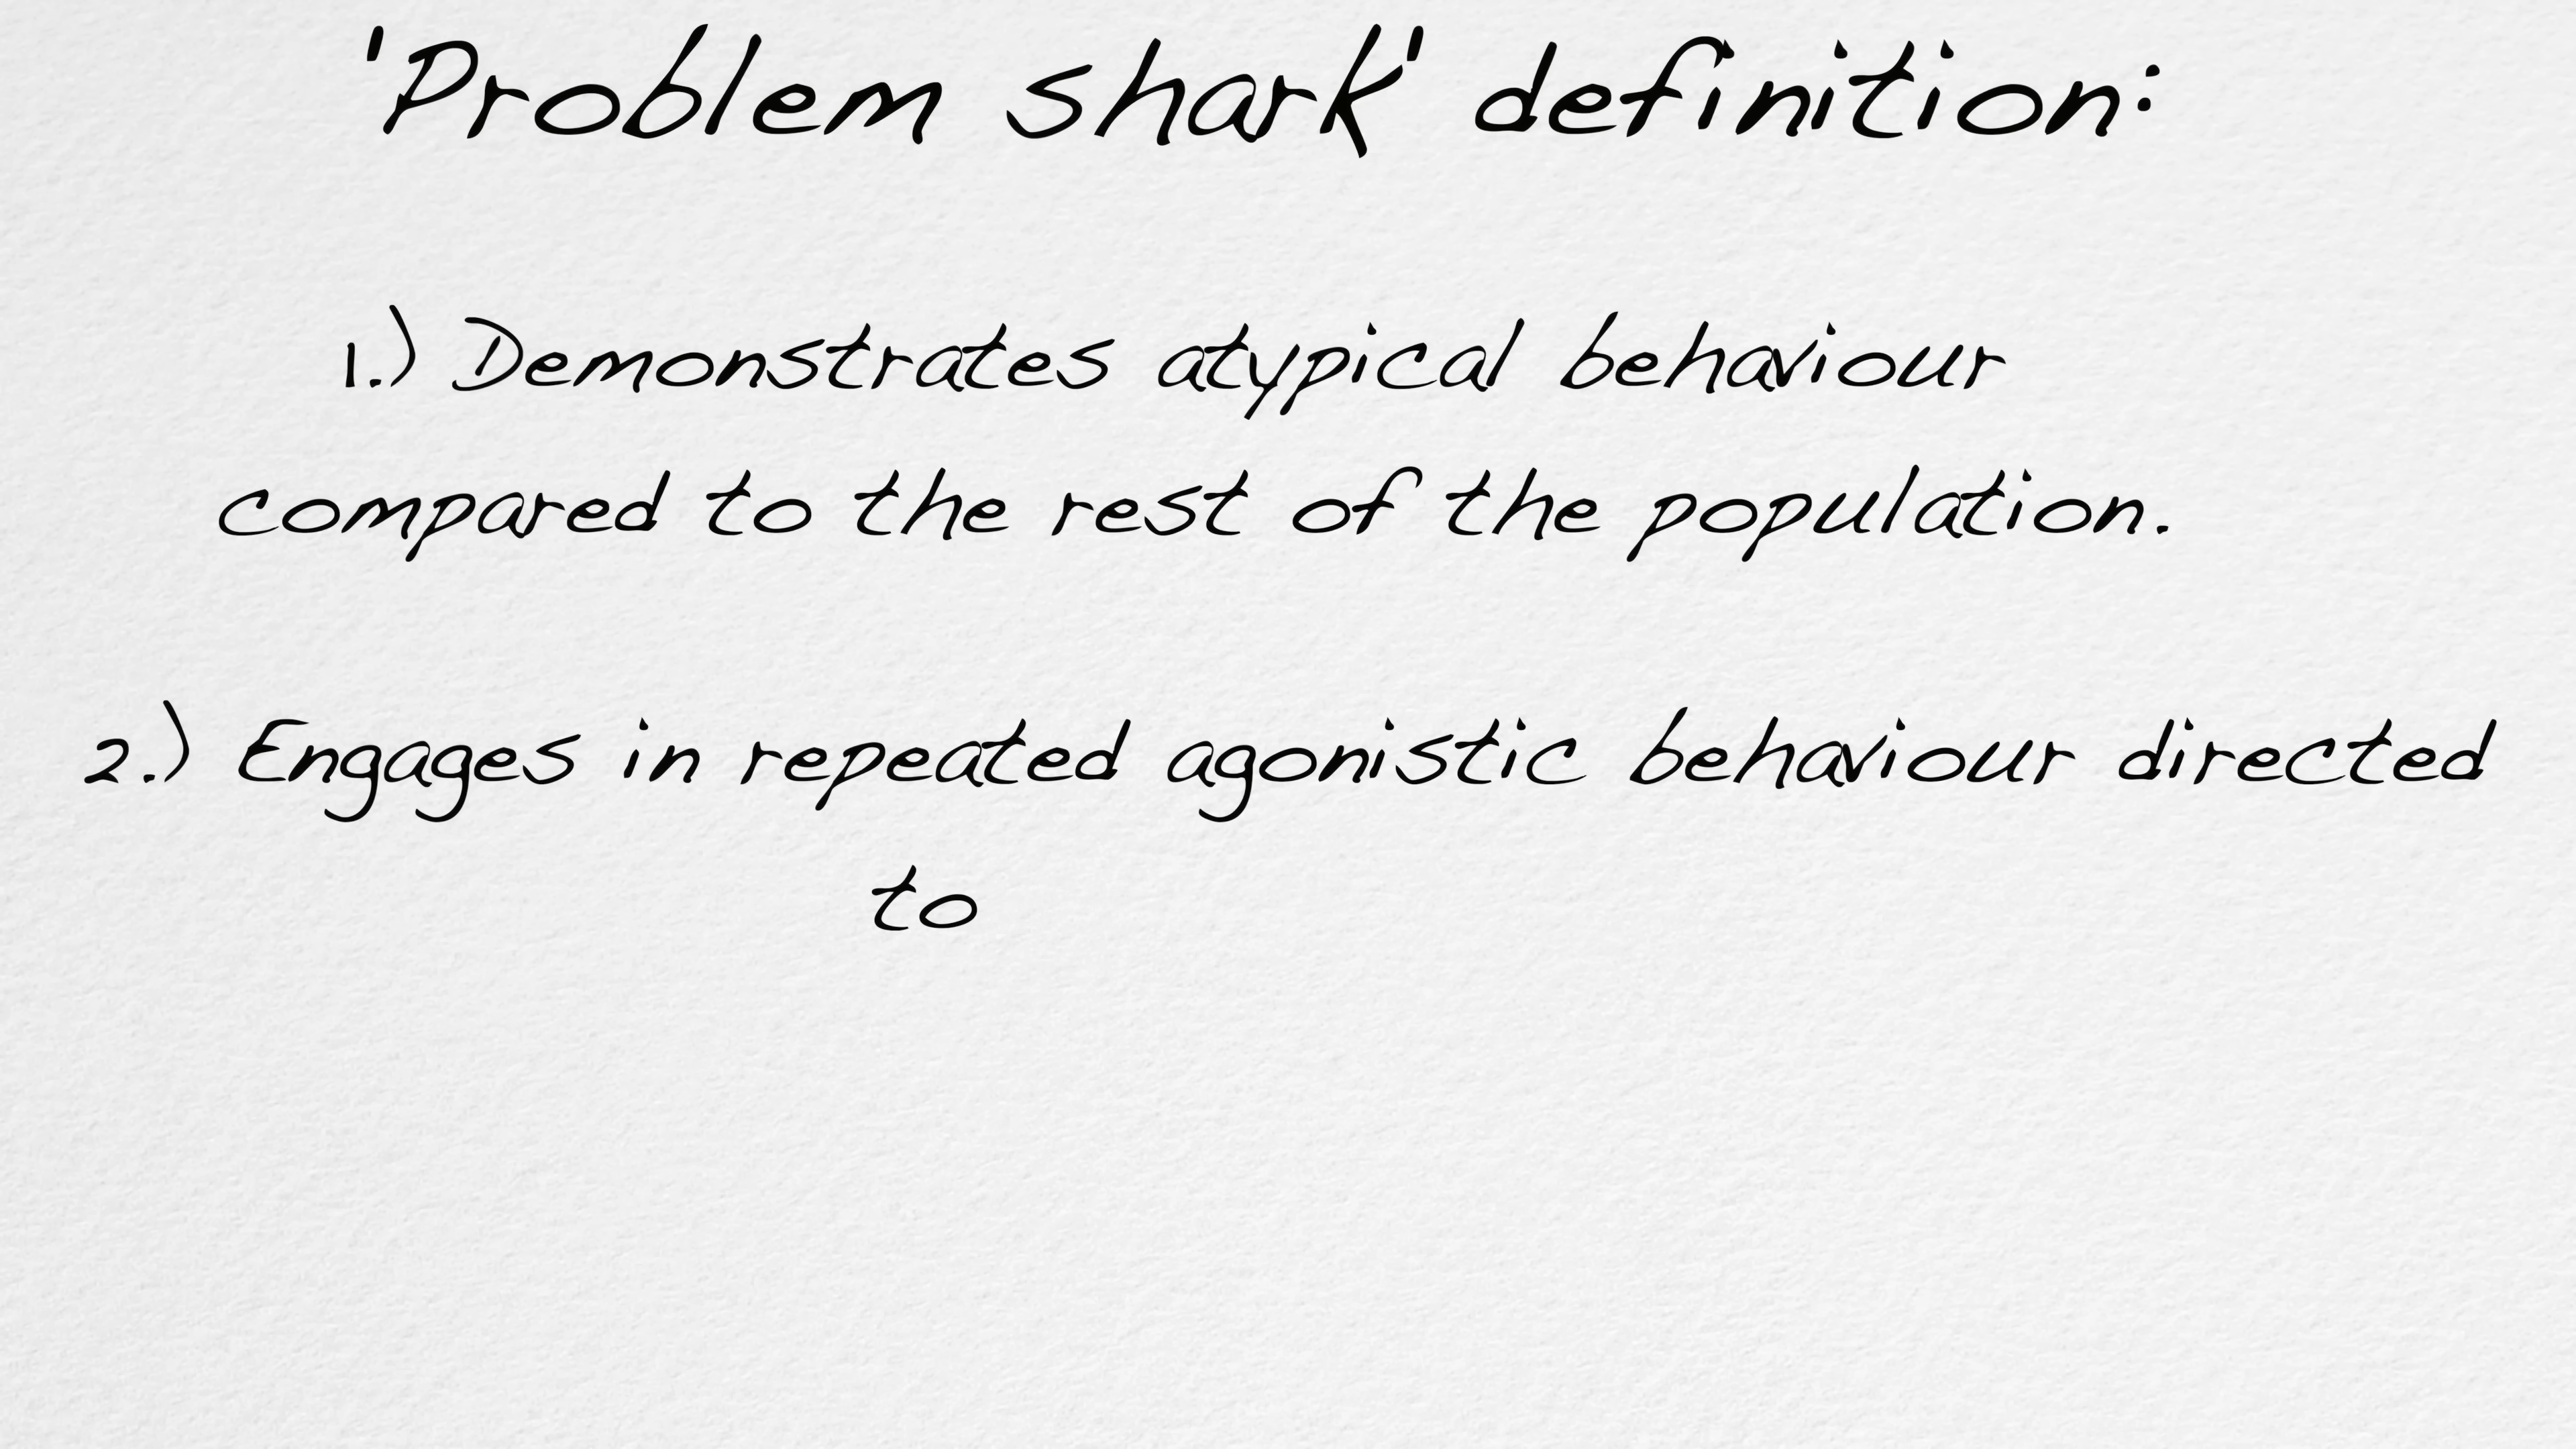 'Problem shark' definition:
1.) Demonstrates atypical behaviour
compared to the rest of the population.
2.) Engages in repeated agonistic behaviour directed
to